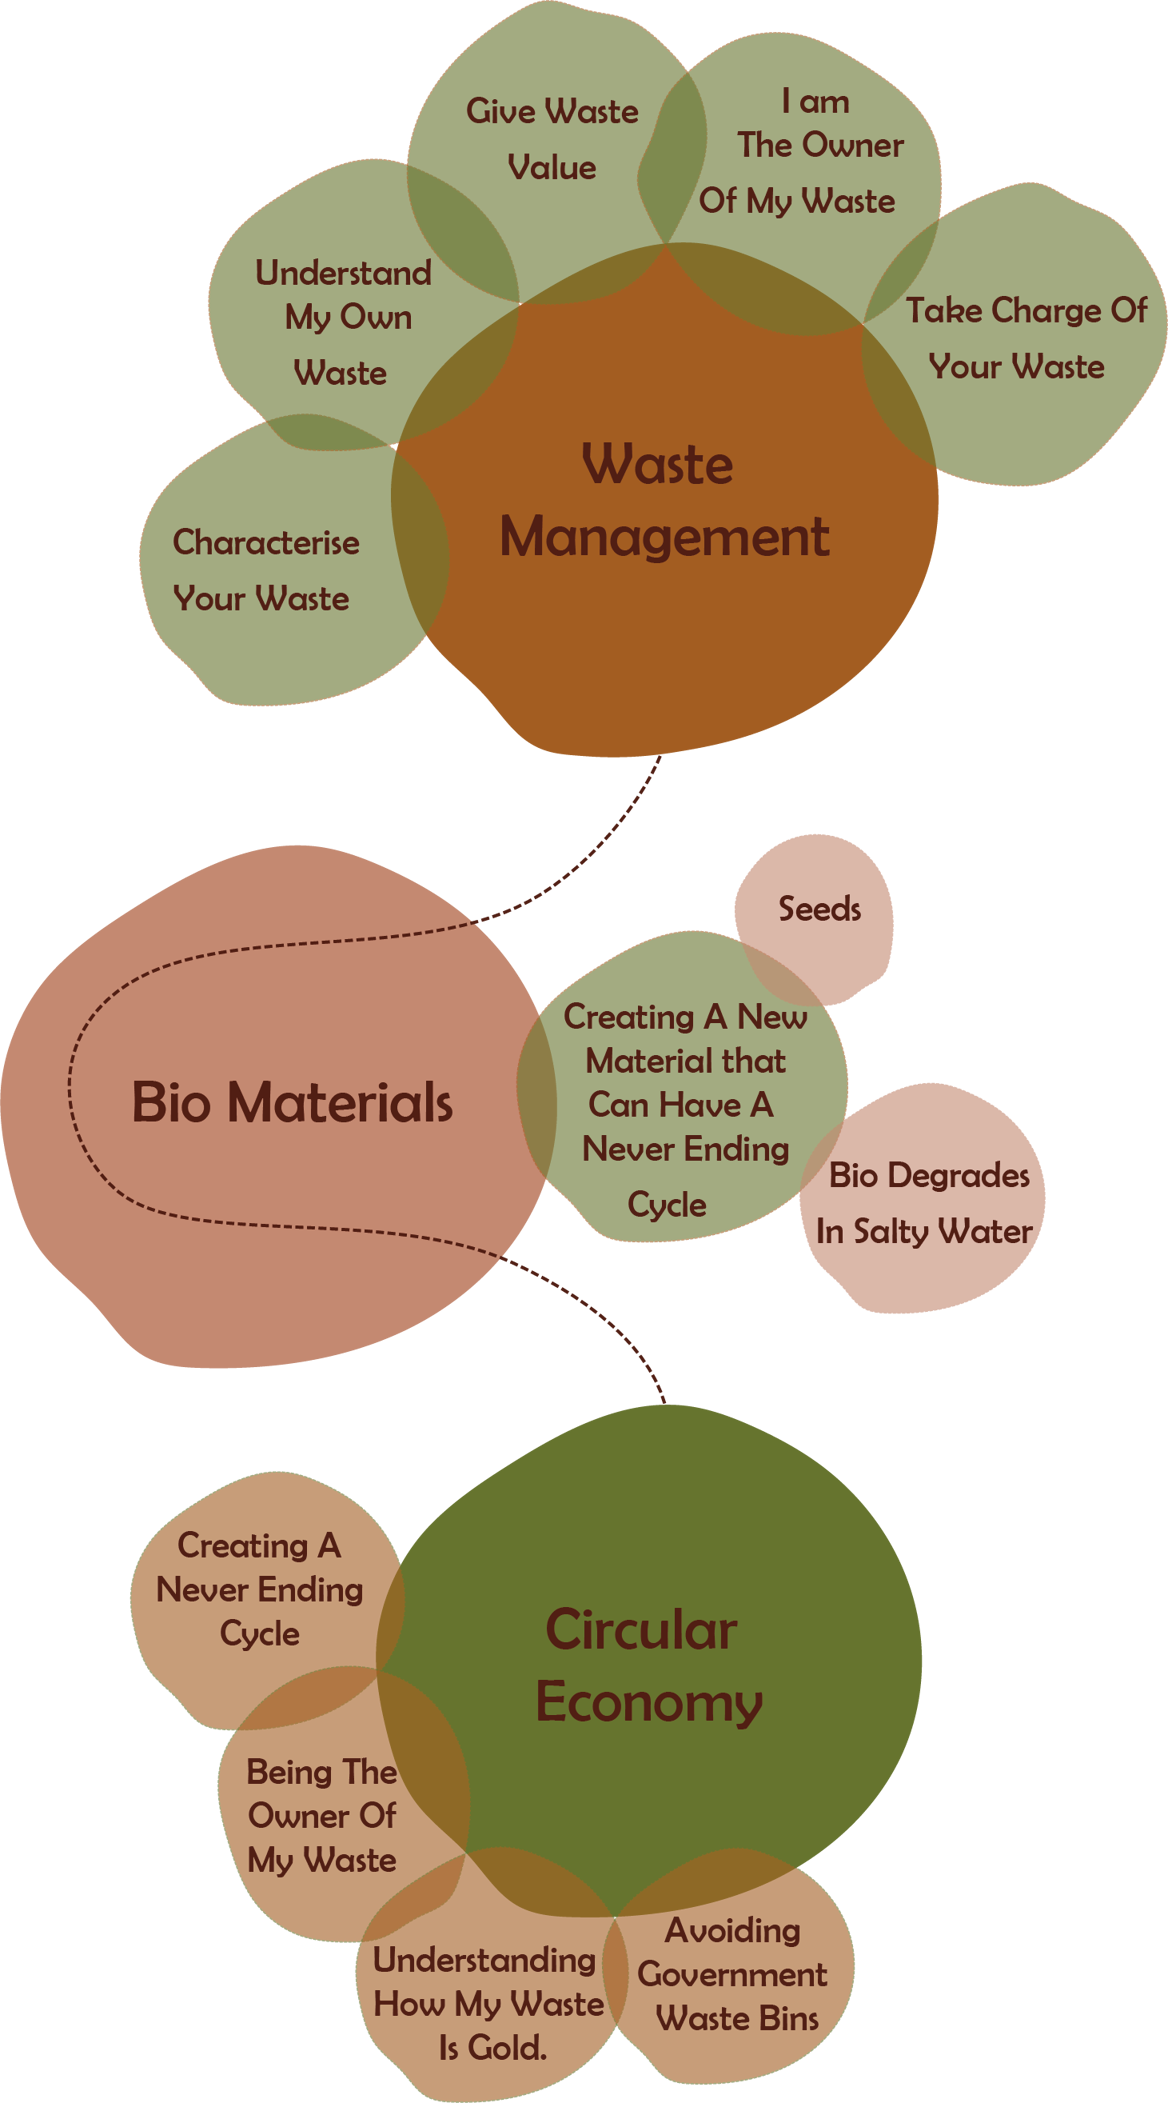 Give Waste
Value
I am
The Owner
Of My Waste
Understand
My Own
Waste
Take Charge Of
Your Waste
Characterise
Your Waste
Waste
Management
Seeds
Creating A New
Material that
Can Have A
Never Ending
Cycle
Bio Materials
Bio Degrades
In Salty Water
Creating A
Never Ending
Cycle
Circular
Economy
Being The
Owner Of
My Waste
Understanding
How My Waste
Is Gold.
Avoiding
Government
Waste Bins